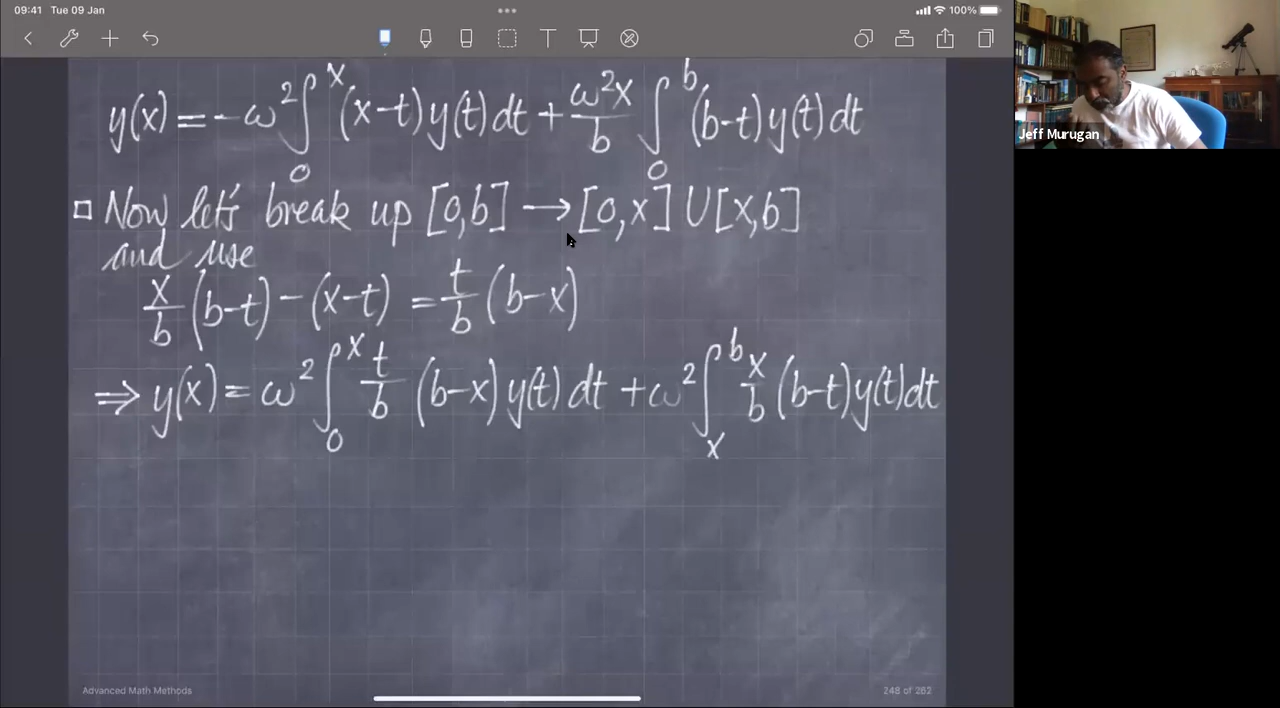 09:41 Tue 09 Jan
100%
y(x) = -ω² ∫₀ˣ (x-t) y(t) dt + ω²x/b ∫₀ᵇ (b-t) y(t) dt
□ Now let's break up [0,b] → [0,x] U [x,b]
and use
x/b (b-t) - (x-t) = t/b (b-x)
⇒ y(x) = ω² ∫₀ˣ t/b (b-x) y(t) dt + ω² ∫ₓᵇ x/b (b-t) y(t) dt
Advanced Math Methods
248 of 262
Jeff Murugan